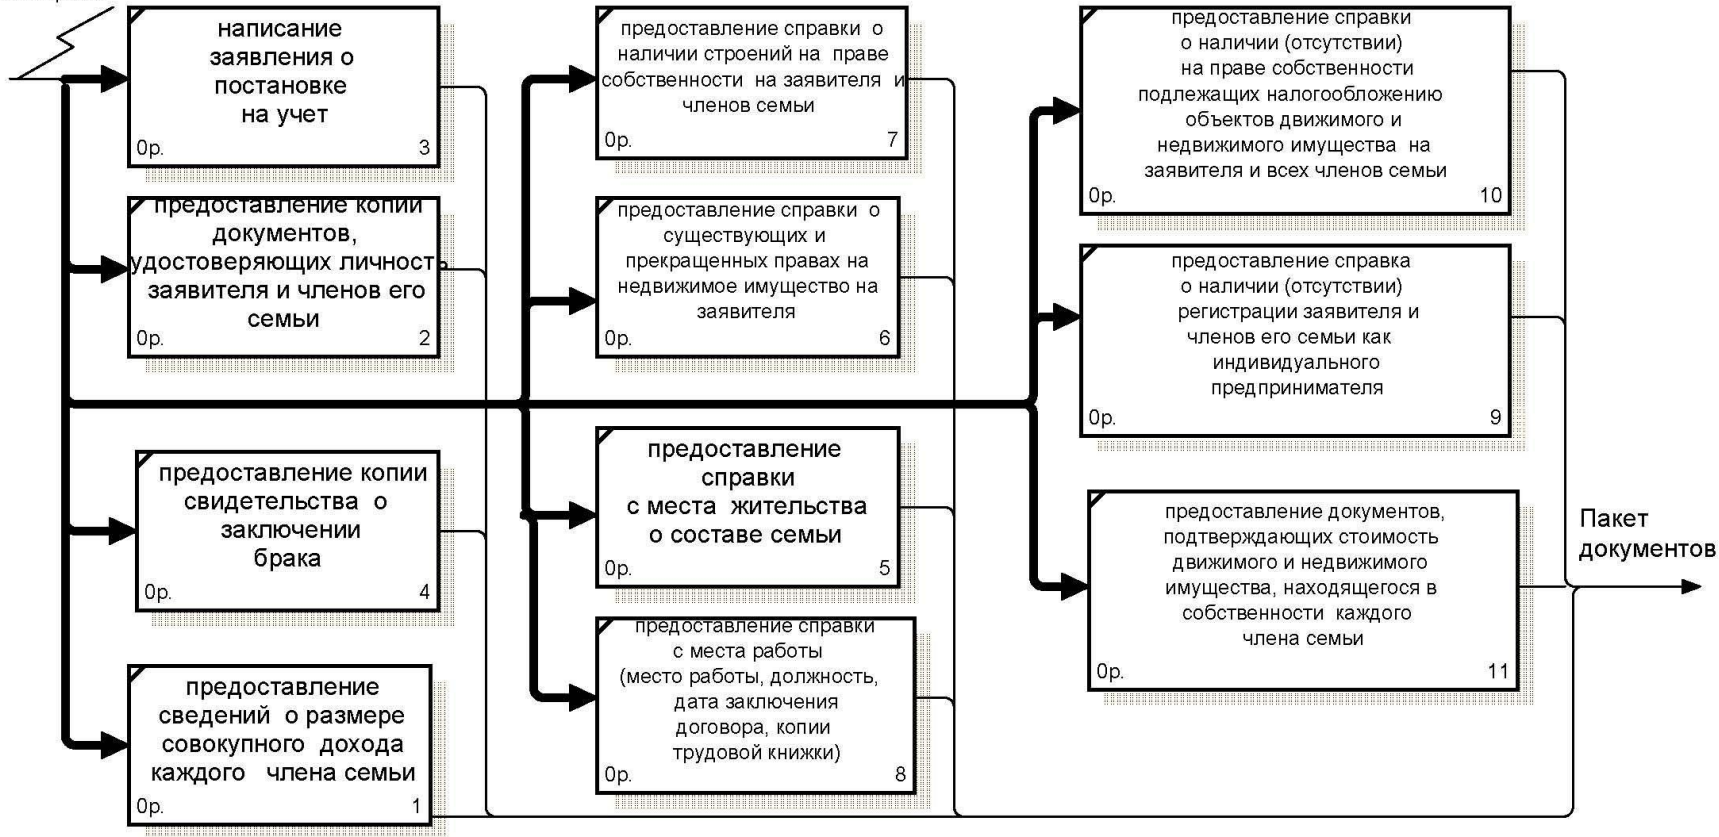 написание
заявления о
постановке
на учет
0р. 3
предоставление копии
документов,
удостоверяющих личность
заявителя и членов его
семьи
0р. 2
предоставление копии
свидетельства о
заключении
брака
0р. 4
предоставление
сведений о размере
совокупного дохода
каждого члена семьи
0р. 1
предоставление справки о
наличии строений на праве
собственности на заявителя и
членов семьи
0р. 7
предоставление справки о
существующих и
прекращенных правах на
недвижимое имущество на
заявителя
0р. 6
предоставление
справки
с места жительства
о составе семьи
0р. 5
предоставление справки
с места работы
(место работы, должность,
дата заключения
договора, копии
трудовой книжки)
0р. 8
предоставление справки
о наличии (отсутствии)
на праве собственности
подлежащих налогообложению
объектов движимого и
недвижимого имущества на
заявителя и всех членов семьи
0р. 10
предоставление справка
о наличии (отсутствии)
регистрации заявителя и
членов его семьи как
индивидуального
предпринимателя
0р. 9
предоставление документов,
подтверждающих стоимость
движимого и недвижимого
имущества, находящегося в
собственности каждого
члена семьи
0р. 11
Пакет
документов